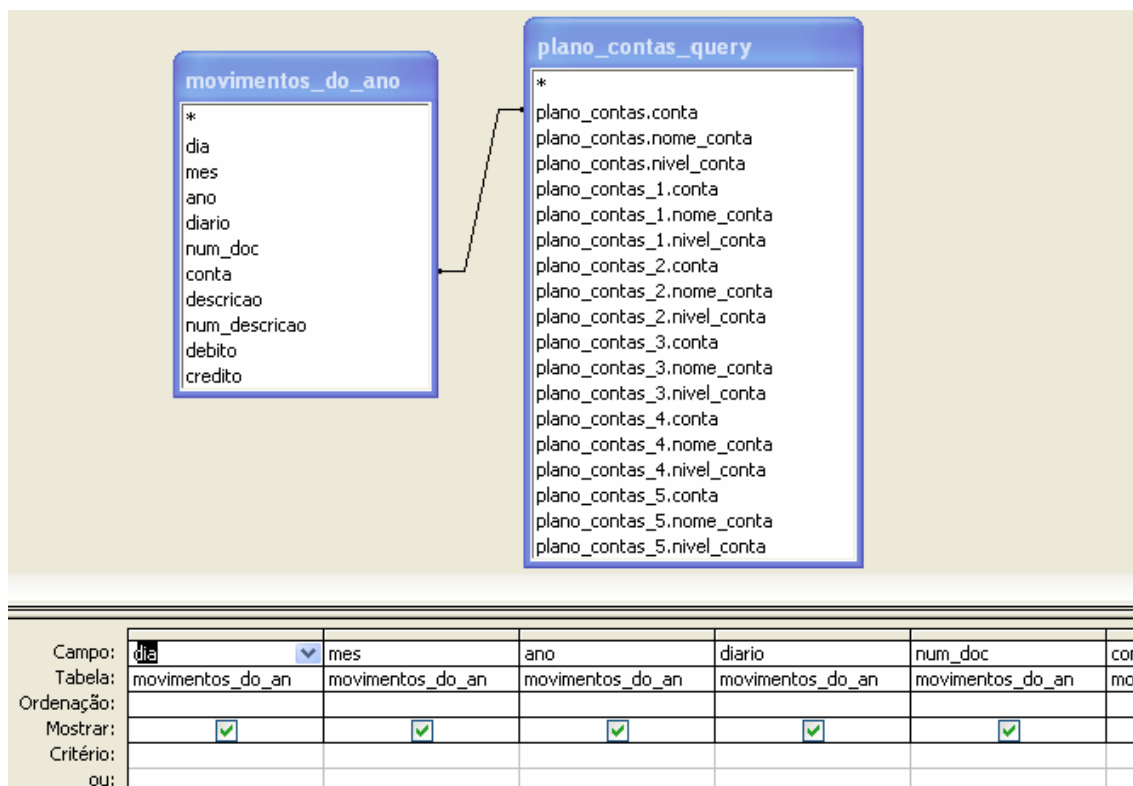 movimentos_do_ano
*
dia
mes
ano
diario
num_doc
conta
descricao
num_descricao
debito
credito
plano_contas_query
*
plano_contas.conta
plano_contas.nome_conta
plano_contas.nivel_conta
plano_contas_1.conta
plano_contas_1.nome_conta
plano_contas_1.nivel_conta
plano_contas_2.conta
plano_contas_2.nome_conta
plano_contas_2.nivel_conta
plano_contas_3.conta
plano_contas_3.nome_conta
plano_contas_3.nivel_conta
plano_contas_4.conta
plano_contas_4.nome_conta
plano_contas_4.nivel_conta
plano_contas_5.conta
plano_contas_5.nome_conta
plano_contas_5.nivel_conta
Campo: dia mes ano diario num_doc
Tabela: movimentos_do_an movimentos_do_an movimentos_do_an movimentos_do_an movimentos_do_an
Ordenação:
Mostrar:
Critério:
ou: